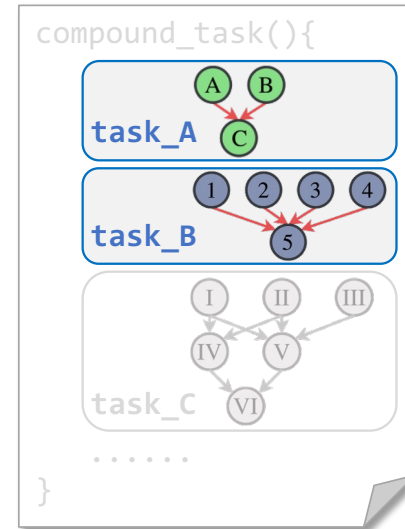 compound_task(){
A B
task_A C
1 2 3 4
task_B 5
I II III
IV V
task_C VI
......
}